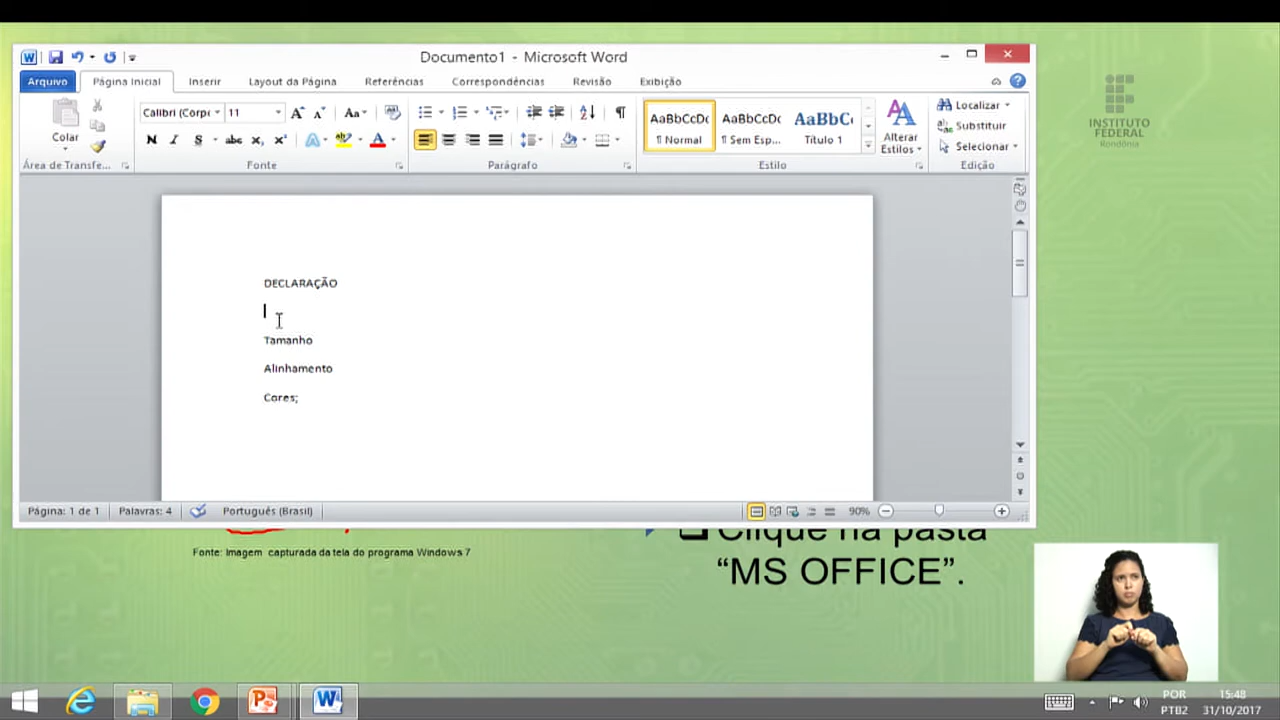 Documento1 - Microsoft Word
Arquivo
Página Inicial
Inserir
Layout da Página
Referências
Correspondências
Revisão
Exibição
Colar
Calibri (Corpo
11
AaBbCcDc
AaBbCcDc
AaBbC
¶ Normal
¶ Sem Esp...
Título 1
Alterar
Estilos
Localizar
Substituir
Selecionar
Área de Transfe...
Fonte
Parágrafo
Estilo
Edição
INSTITUTO
FEDERAL
Rondônia
DECLARAÇÃO
Tamanho
Alinhamento
Cores;
Página: 1 de 1
Palavras: 4
Português (Brasil)
90%
Fonte: Imagem capturada da tela do programa Windows 7
Clique na pasta
“MS OFFICE”.
POR
PTB2
15:48
31/10/2017